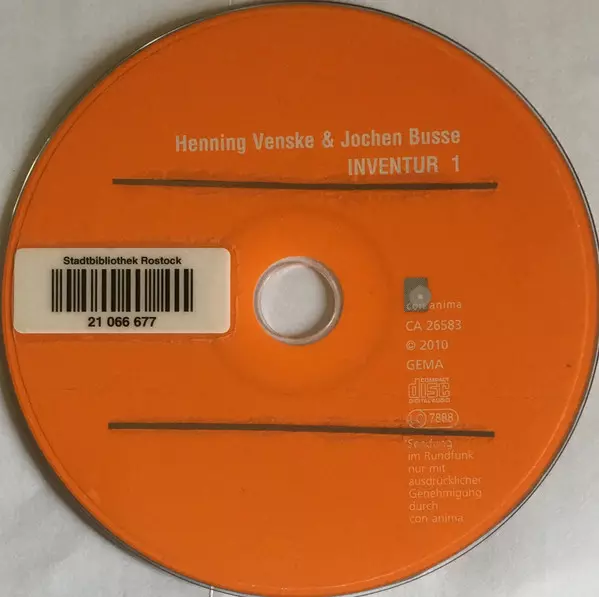 Henning Venske & Jochen Busse
INVENTUR 1
Stadtbibliothek Rostock
21 066 677
con anima
CA 26583
© 2010
GEMA
COMPACT
disc
DIGITAL AUDIO
LC 7888
Sendung
im Rundfunk
nur mit
ausdrücklicher
Genehmigung
durch
con anima